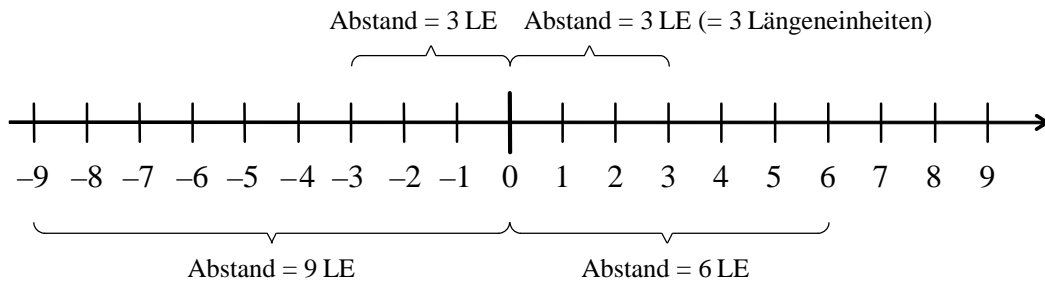 Abstand = 3 LE Abstand = 3 LE (= 3 Längeneinheiten)
–9 –8 –7 –6 –5 –4 –3 –2 –1 0 1 2 3 4 5 6 7 8 9
Abstand = 9 LE Abstand = 6 LE